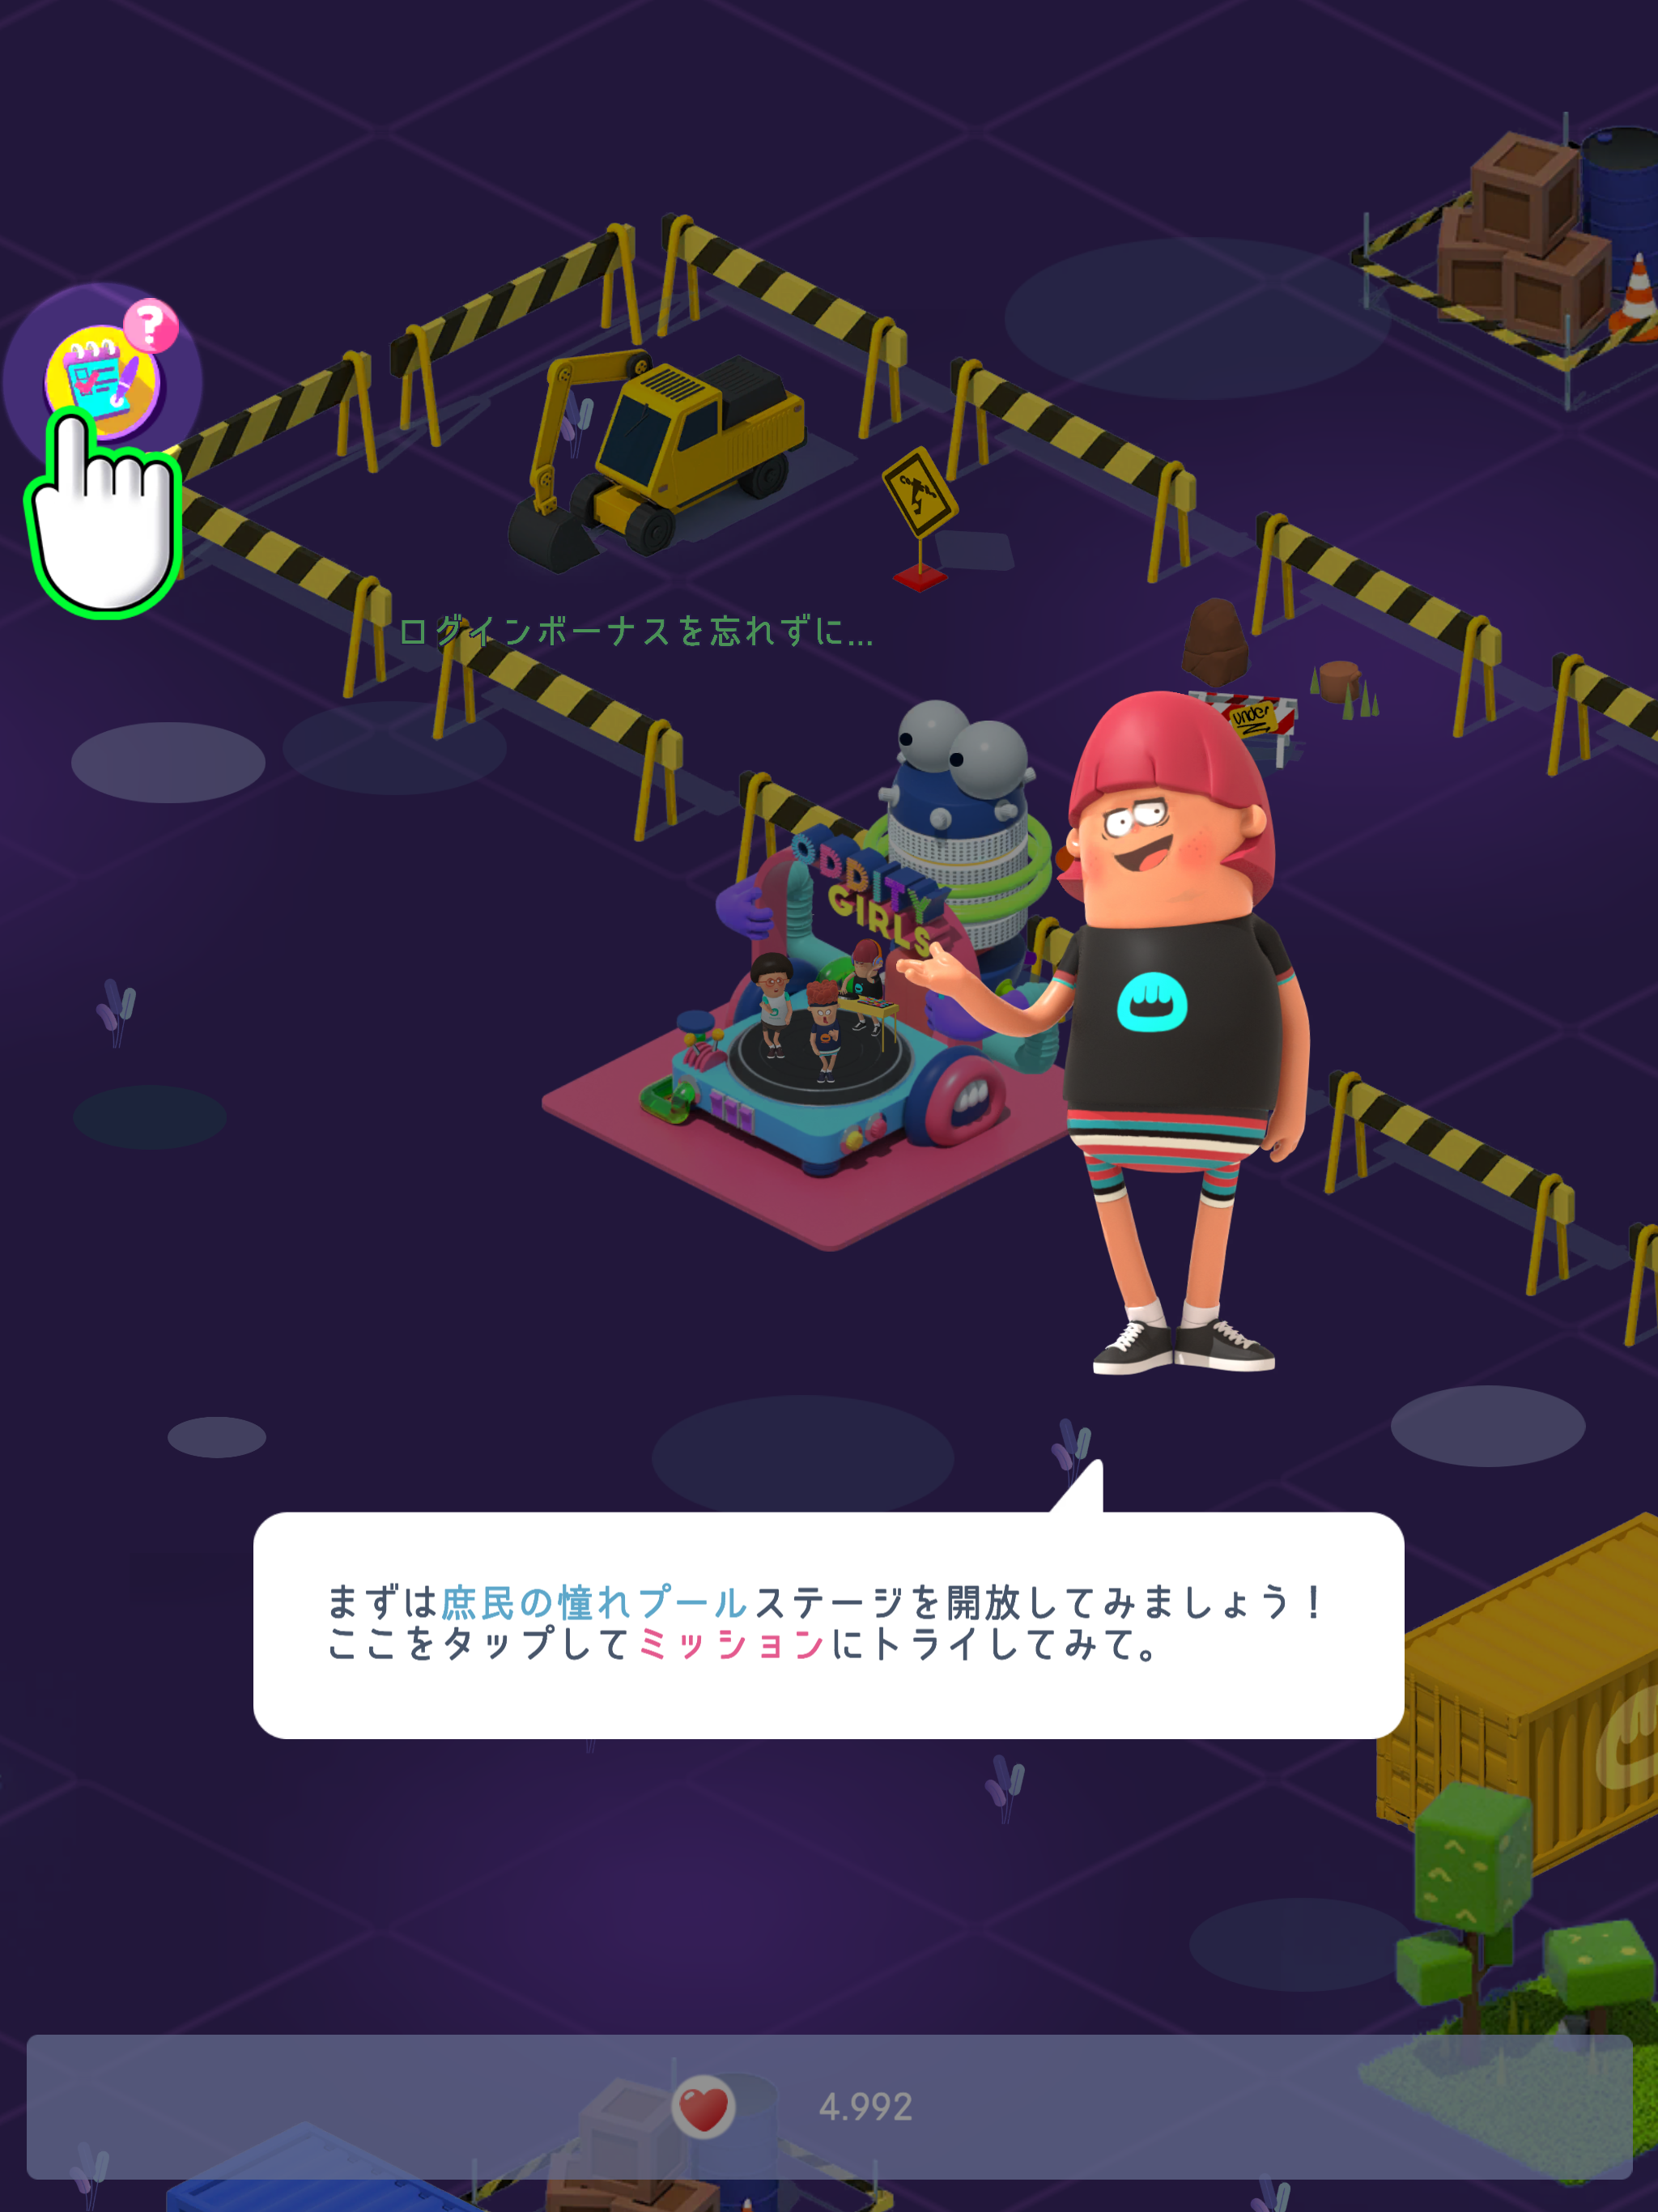 ?
ログインボーナスを忘れずに...
under
ODDITY
GIRLS
まずは庶民の憧れプールステージを開放してみましょう！
ここをタップしてミッションにトライしてみて。
4.992